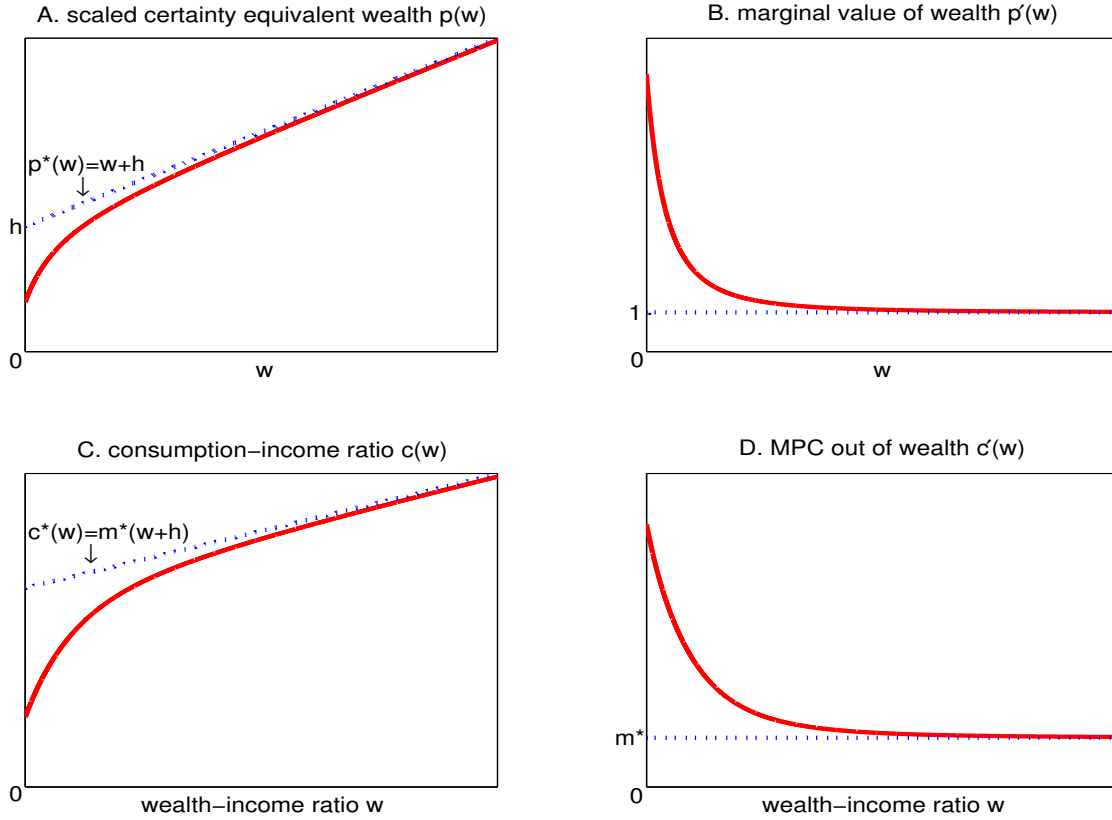 A. scaled certainty equivalent wealth p(w)
p*(w)=w+h
↓
h
0
w
B. marginal value of wealth p′(w)
1
0
w
C. consumption−income ratio c(w)
c*(w)=m*(w+h)
↓
0
wealth−income ratio w
D. MPC out of wealth c′(w)
m*
0
wealth−income ratio w